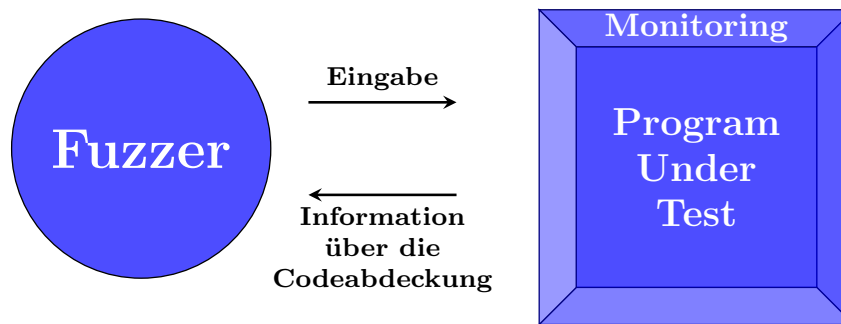 Fuzzer
Eingabe
Information
über die
Codeabdeckung
Monitoring
Program
Under
Test